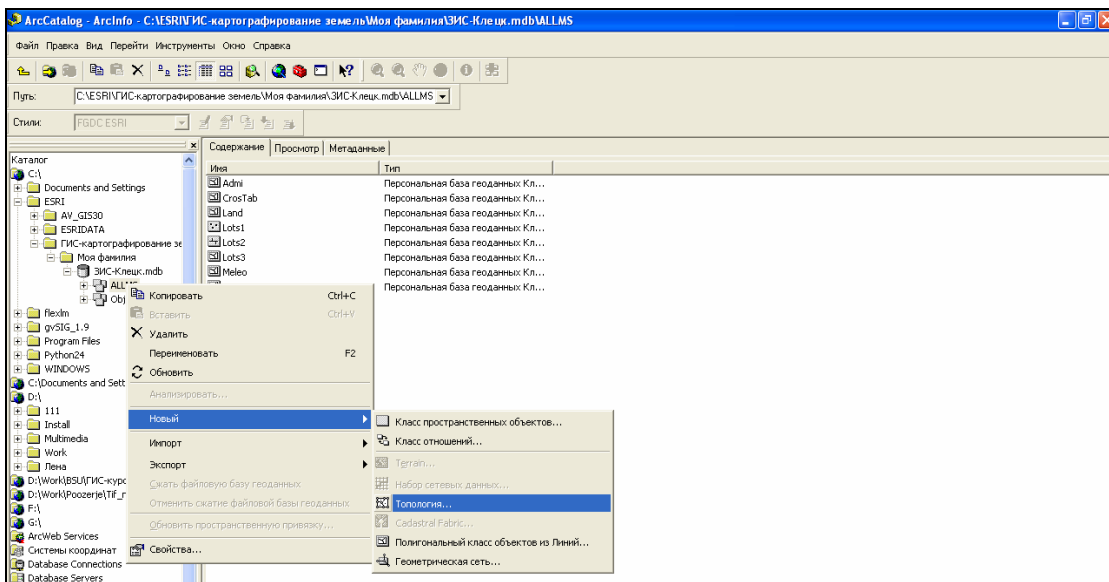 ArcCatalog - ArcInfo - C:\ESRI\ГИС-картографирование земель\Моя фамилия\ЗИС-Клецк.mdb\ALLMS
Файл Правка Вид Перейти Инструменты Окно Справка
Путь: C:\ESRI\ГИС-картографирование земель\Моя фамилия\ЗИС-Клецк.mdb\ALLMS
Стили: FGDC ESRI
Каталог
C:\
Documents and Settings
ESRI
AV_GIS30
ESRIDATA
ГИС-картографирование зе
Моя фамилия
ЗИС-Клецк.mdb
ALLMS
Obj
flexlm
gvSIG_1.9
Program Files
Python24
WINDOWS
C:\Documents and Sett
D:\
111
Install
Multimedia
Work
Лена
D:\Work\BSU\ГИС-курс
D:\Work\Poozerje\Tif_r
F:\
G:\
ArcWeb Services
Системы координат
Database Connections
Database Servers
Содержание Просмотр Метаданные
Имя Тип
Admi Персональная база геоданных Кл...
CrosTab Персональная база геоданных Кл...
Land Персональная база геоданных Кл...
Lots1 Персональная база геоданных Кл...
Lots2 Персональная база геоданных Кл...
Lots3 Персональная база геоданных Кл...
Meleo Персональная база геоданных Кл...
Персональная база геоданных Кл...
Копировать Ctrl+C
Вставить Ctrl+V
Удалить
Переименовать F2
Обновить
Анализировать...
Новый
Импорт
Экспорт
Сжать файловую базу геоданных
Отменить сжатие файловой базы геоданных
Обновить пространственную привязку...
Свойства...
Класс пространственных объектов...
Класс отношений...
Terrain...
Набор сетевых данных...
Топология...
Cadastral Fabric...
Полигональный класс объектов из Линий...
Геометрическая сеть...